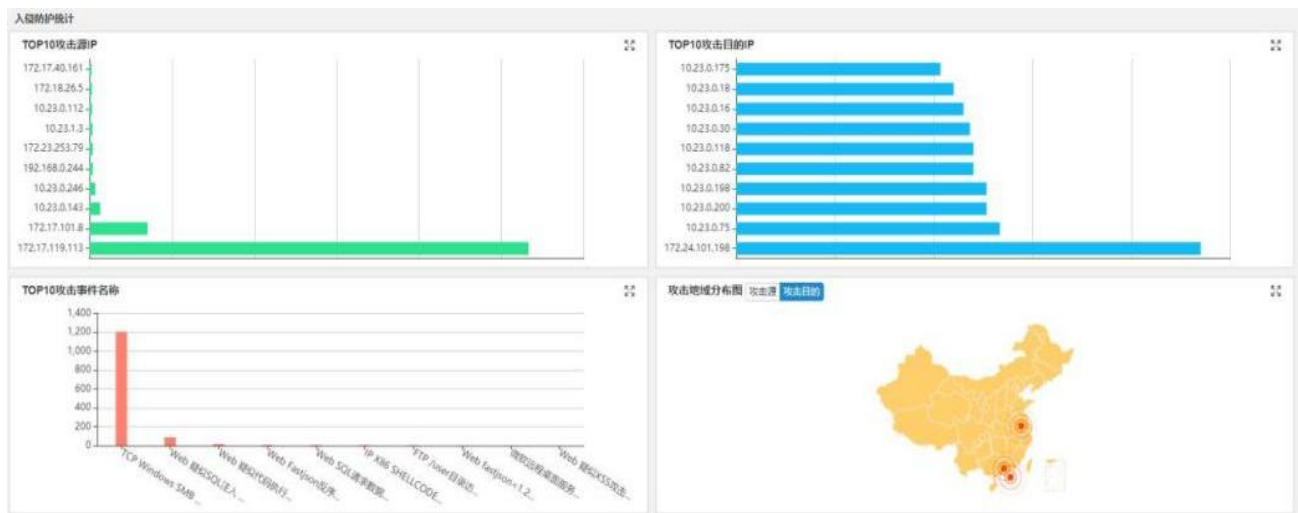 入侵防护统计
TOP10攻击源IP
172.17.40.161
172.18.26.5
10.23.0.112
10.23.1.3
172.23.253.79
192.168.0.244
10.23.0.246
10.23.0.143
172.17.101.8
172.17.119.113
TOP10攻击目的IP
10.23.0.175
10.23.0.18
10.23.0.16
10.23.0.30
10.23.0.118
10.23.0.82
10.23.0.198
10.23.0.200
10.23.0.75
172.24.101.198
TOP10攻击事件名称
1,400
1,200
1,000
800
600
400
200
0
TCP Windows SMB ...
Web 疑似SQL注入 ...
Web 疑似代码执行...
Web Fastjson反序...
Web SQL请求数据...
IP X86 SHELLCODE...
FTP /user目录访...
Web fastjson<1.2...
微软远程桌面服务...
Web 疑似XSS攻击...
攻击地域分布图 攻击源 攻击目的